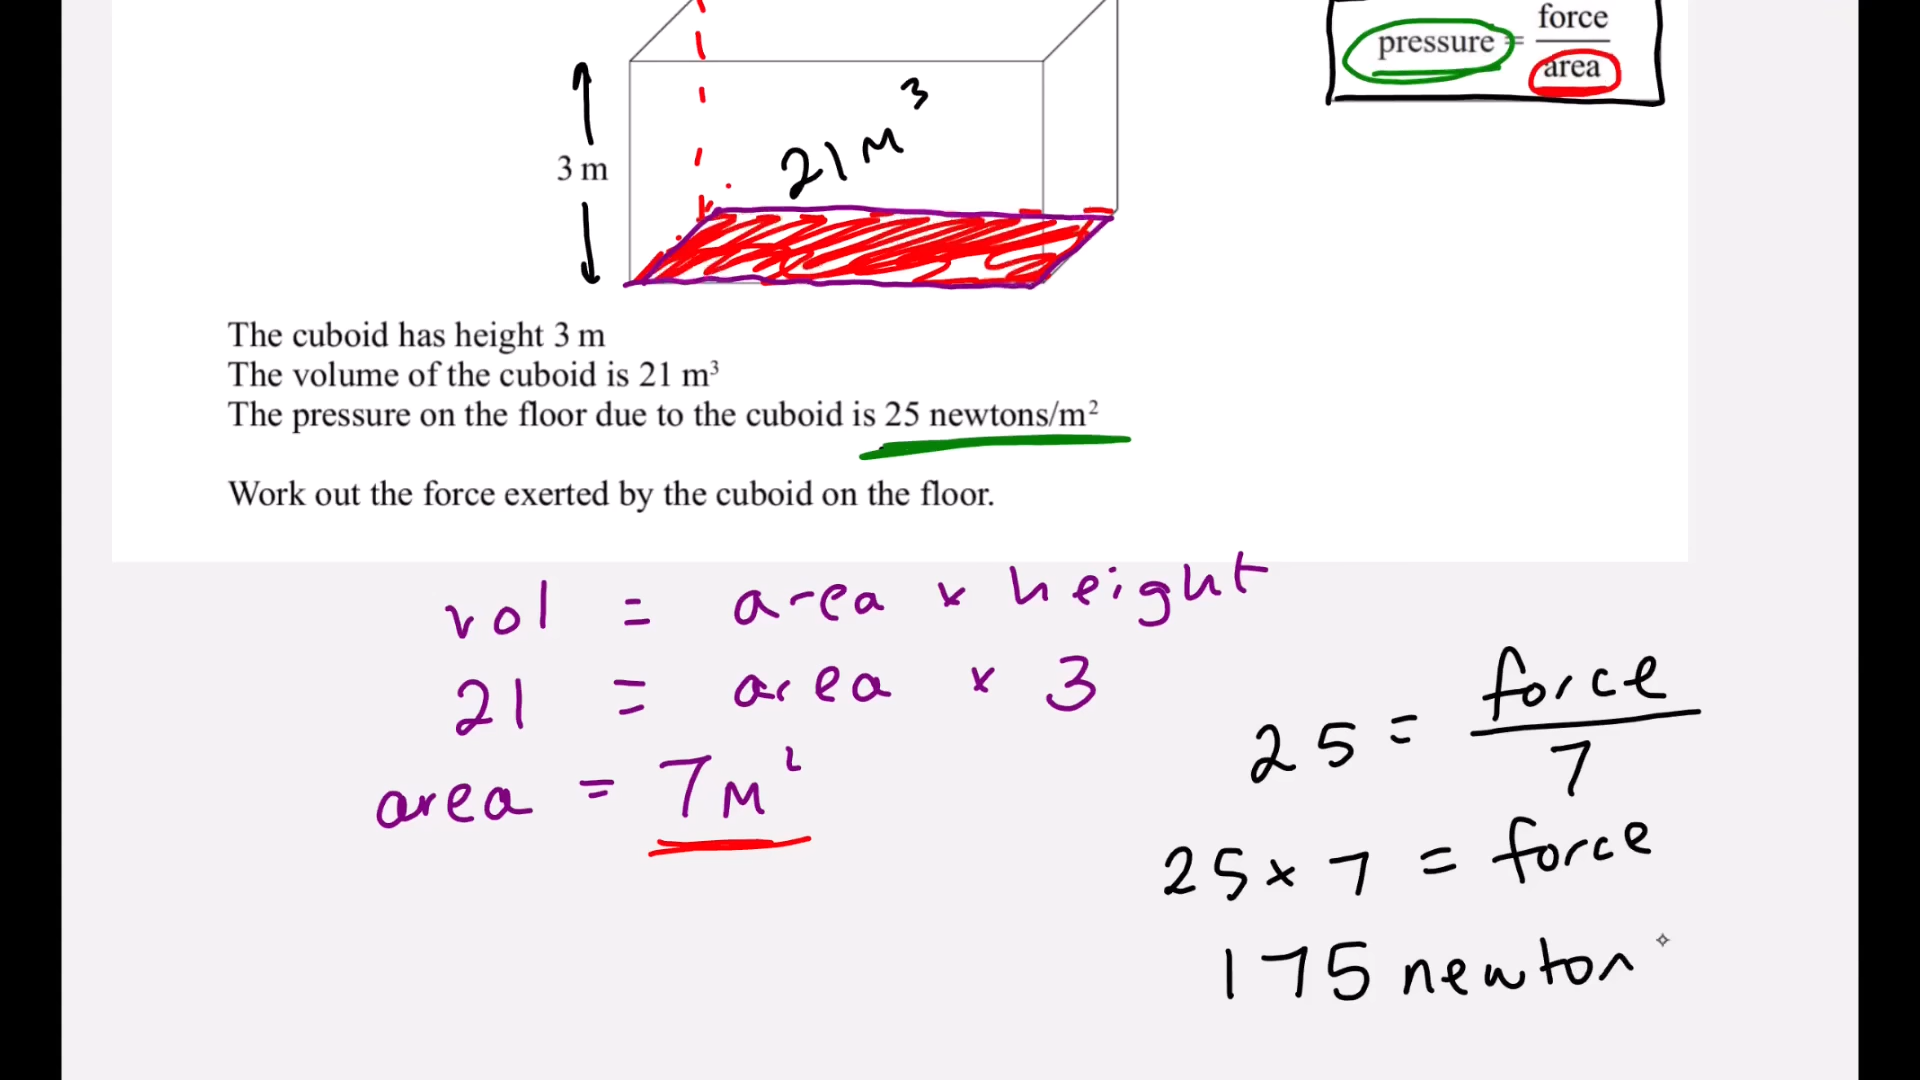 force
pressure =
area
21 m³
3 m
The cuboid has height 3 m
The volume of the cuboid is 21 m³
The pressure on the floor due to the cuboid is 25 newtons/m²
Work out the force exerted by the cuboid on the floor.
vol = area × height
21 = area × 3
area = 7m²
25 = force
7
25 × 7 = force
175 newton